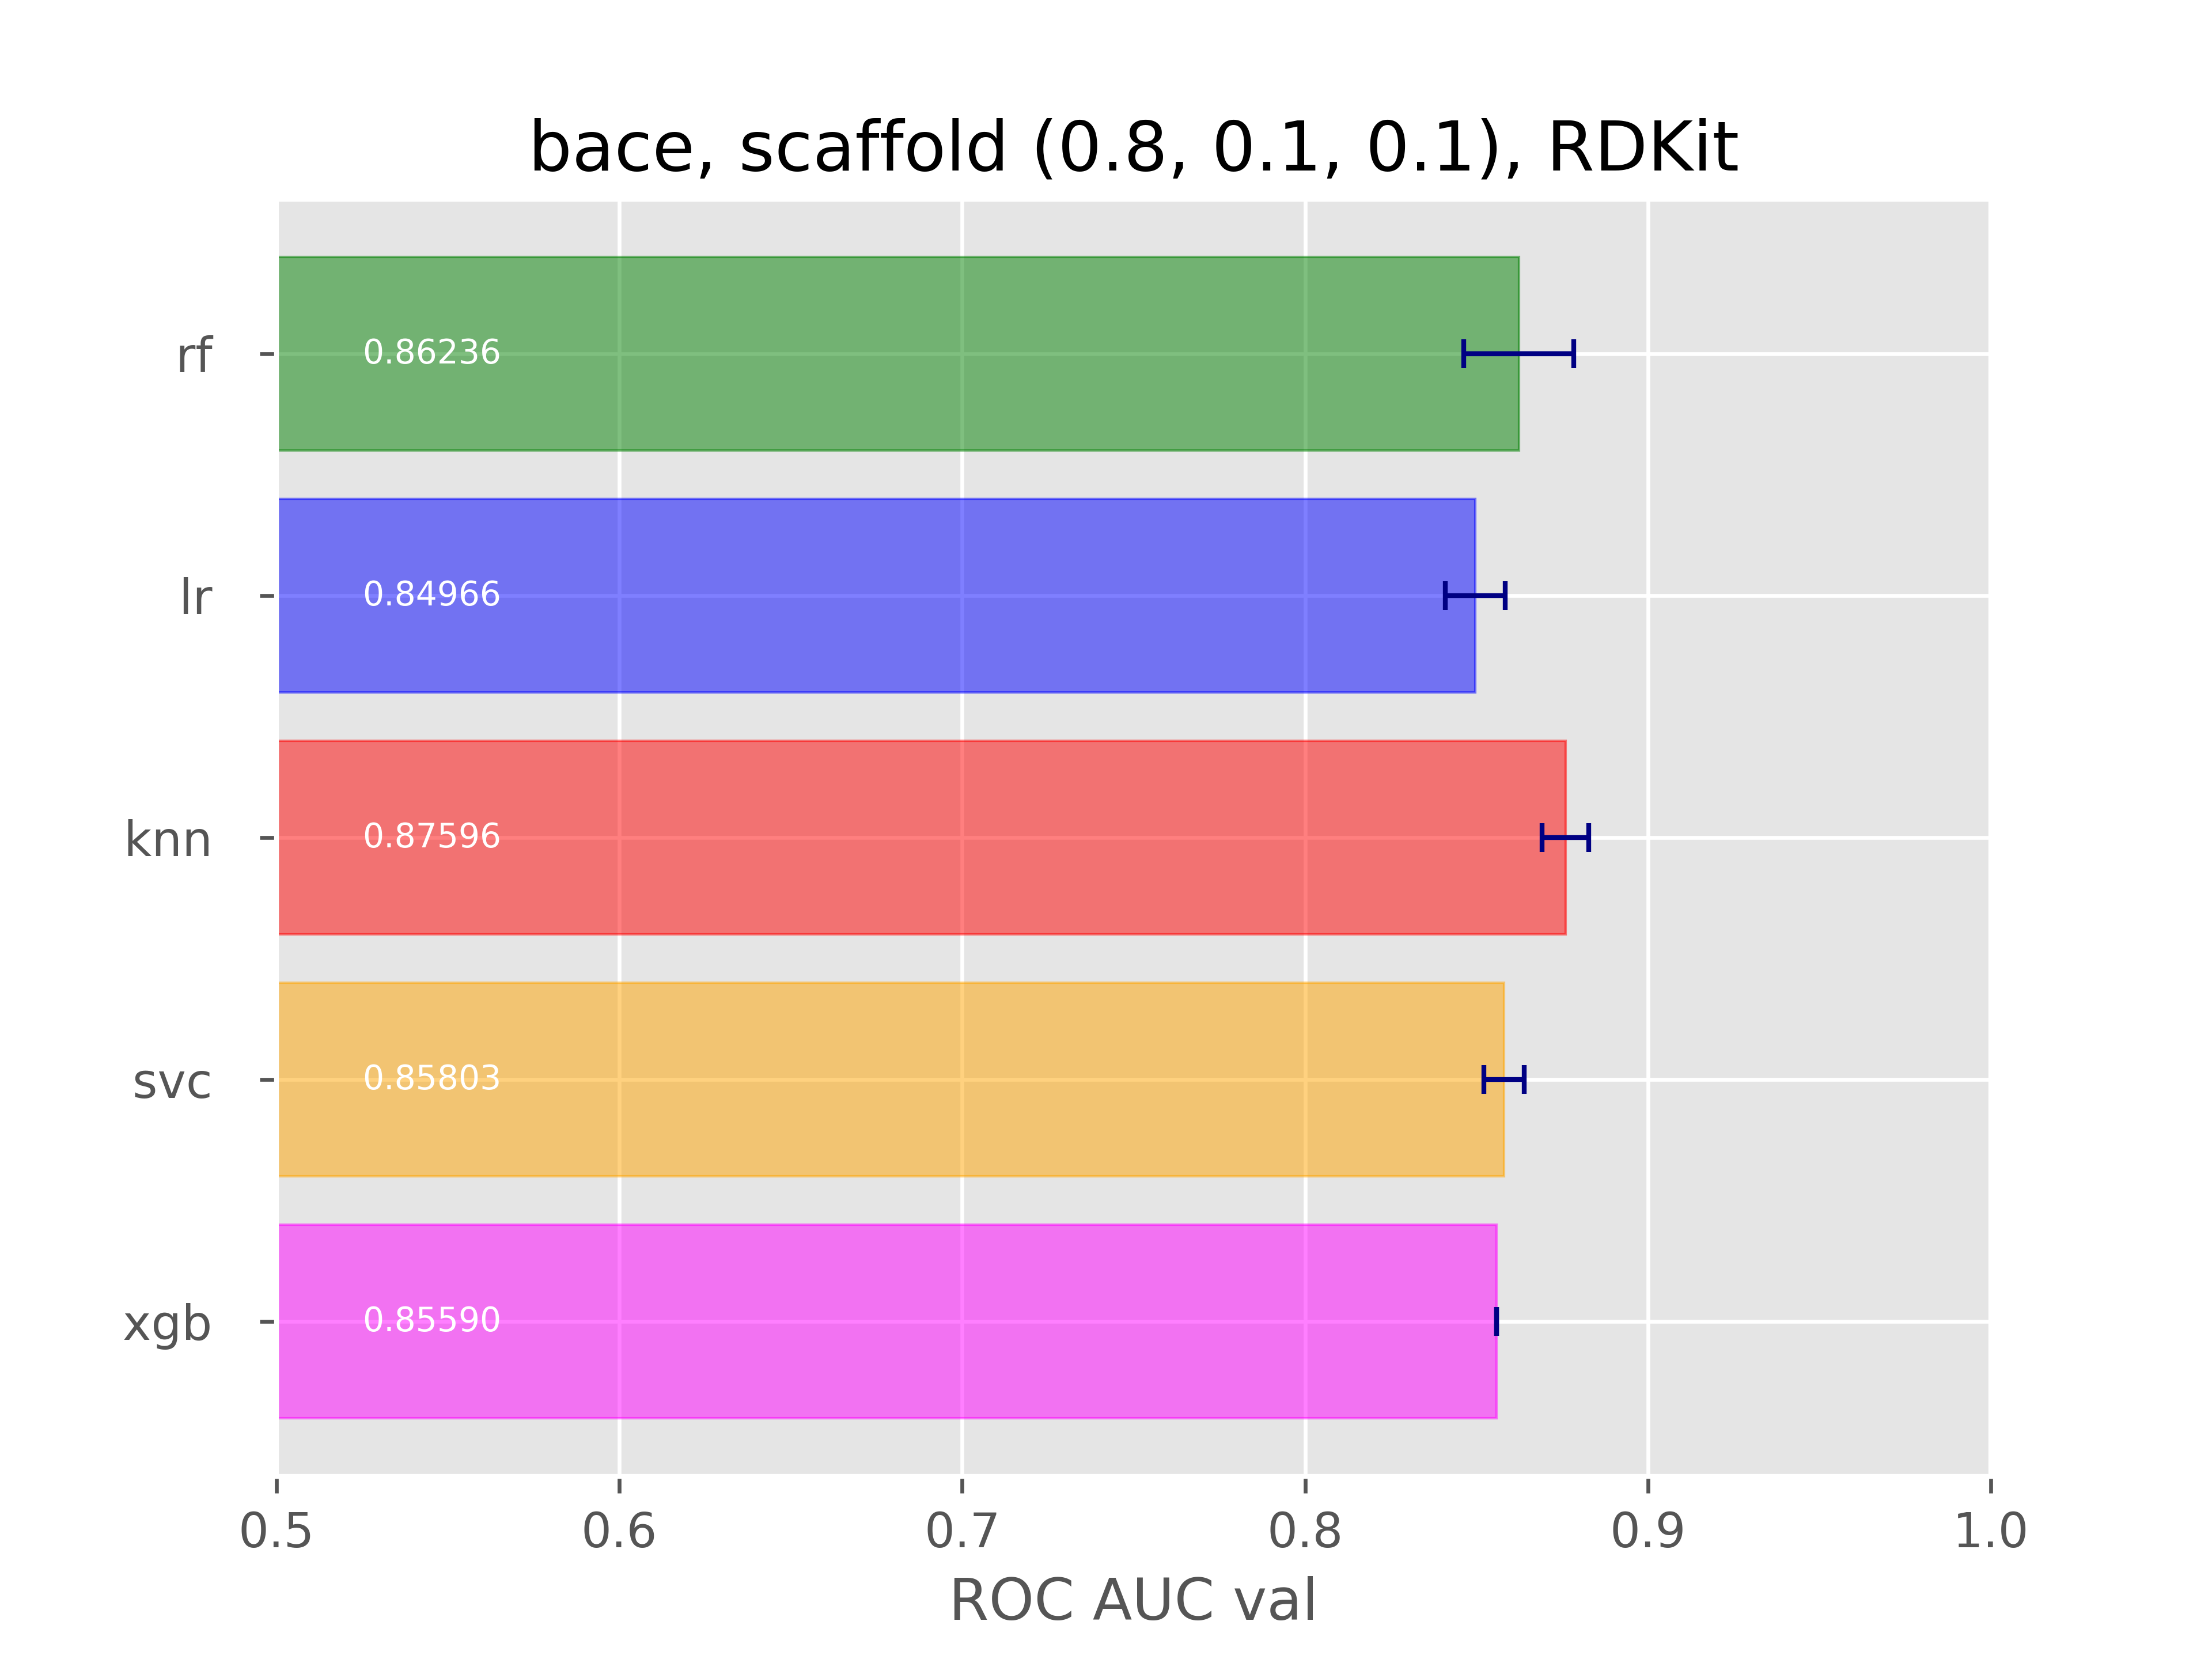 bace, scaffold (0.8, 0.1, 0.1), RDKit
rf
0.86236
lr
0.84966
knn
0.87596
svc
0.85803
xgb
0.85590
0.5 0.6 0.7 0.8 0.9 1.0
ROC AUC val